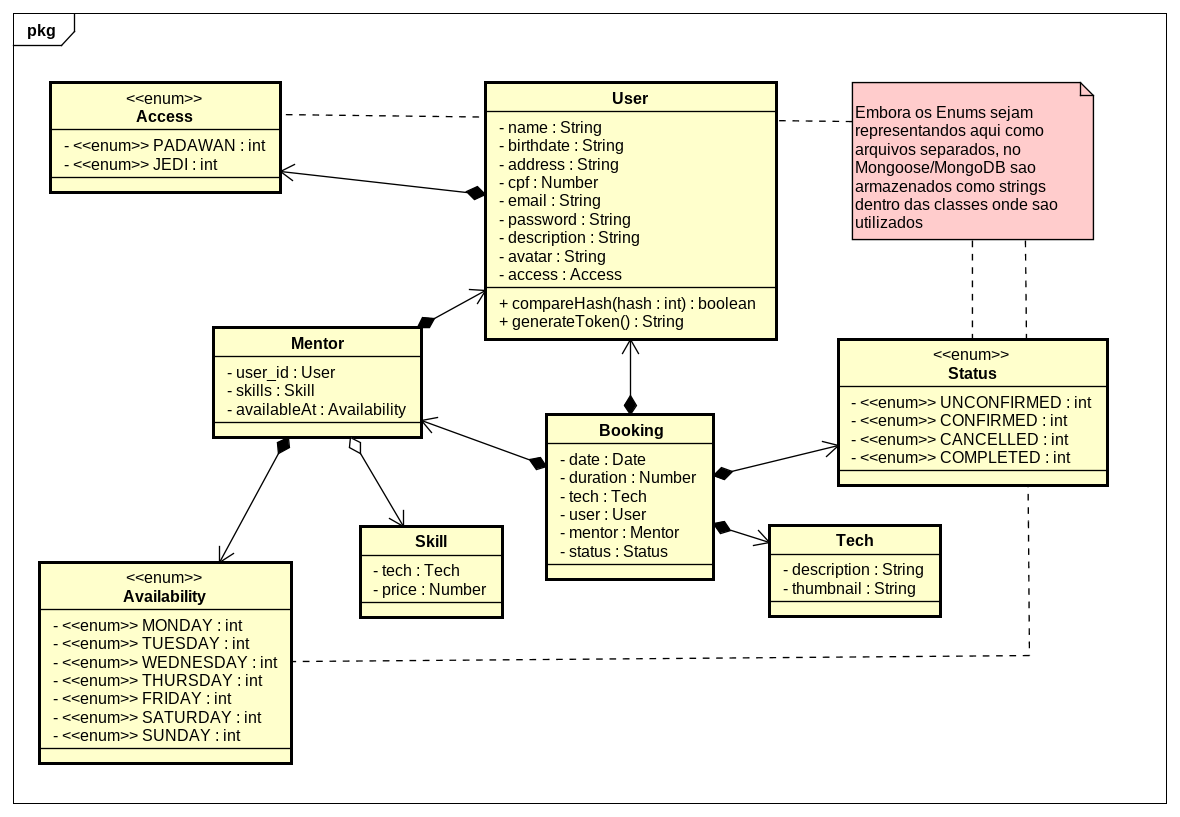 pkg
<<enum>>
Access
- <<enum>> PADAWAN : int
- <<enum>> JEDI : int
User
- name : String
- birthdate : String
- address : String
- cpf : Number
- email : String
- password : String
- description : String
- avatar : String
- access : Access
+ compareHash(hash : int) : boolean
+ generateToken() : String
Embora os Enums sejam
representandos aqui como
arquivos separados, no
Mongoose/MongoDB sao
armazenados como strings
dentro das classes onde sao
utilizados
Mentor
- user_id : User
- skills : Skill
- availableAt : Availability
<<enum>>
Status
- <<enum>> UNCONFIRMED : int
- <<enum>> CONFIRMED : int
- <<enum>> CANCELLED : int
- <<enum>> COMPLETED : int
Booking
- date : Date
- duration : Number
- tech : Tech
- user : User
- mentor : Mentor
- status : Status
Skill
- tech : Tech
- price : Number
Tech
- description : String
- thumbnail : String
<<enum>>
Availability
- <<enum>> MONDAY : int
- <<enum>> TUESDAY : int
- <<enum>> WEDNESDAY : int
- <<enum>> THURSDAY : int
- <<enum>> FRIDAY : int
- <<enum>> SATURDAY : int
- <<enum>> SUNDAY : int